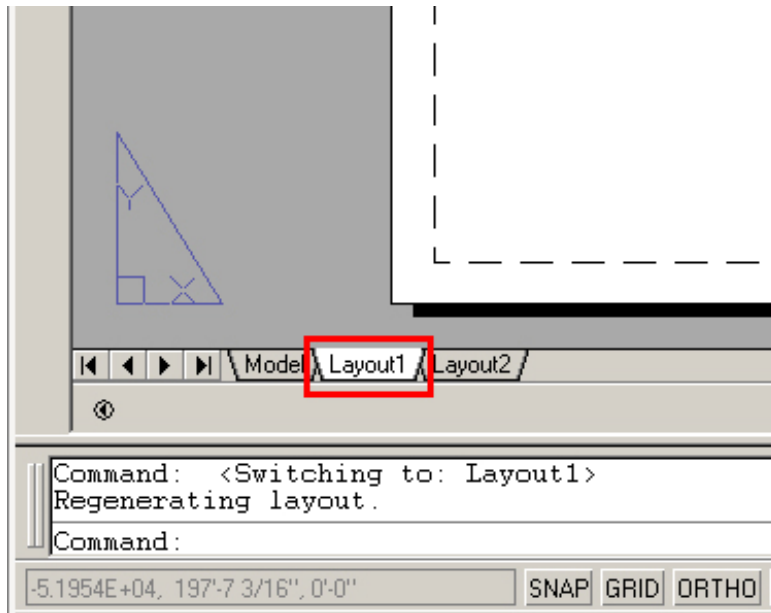 Y
X
Model Layout1 Layout2
Command:  <Switching to: Layout1>
Regenerating layout.
Command:
-5.1954E+04, 197'-7 3/16", 0'-0" SNAP GRID ORTHO